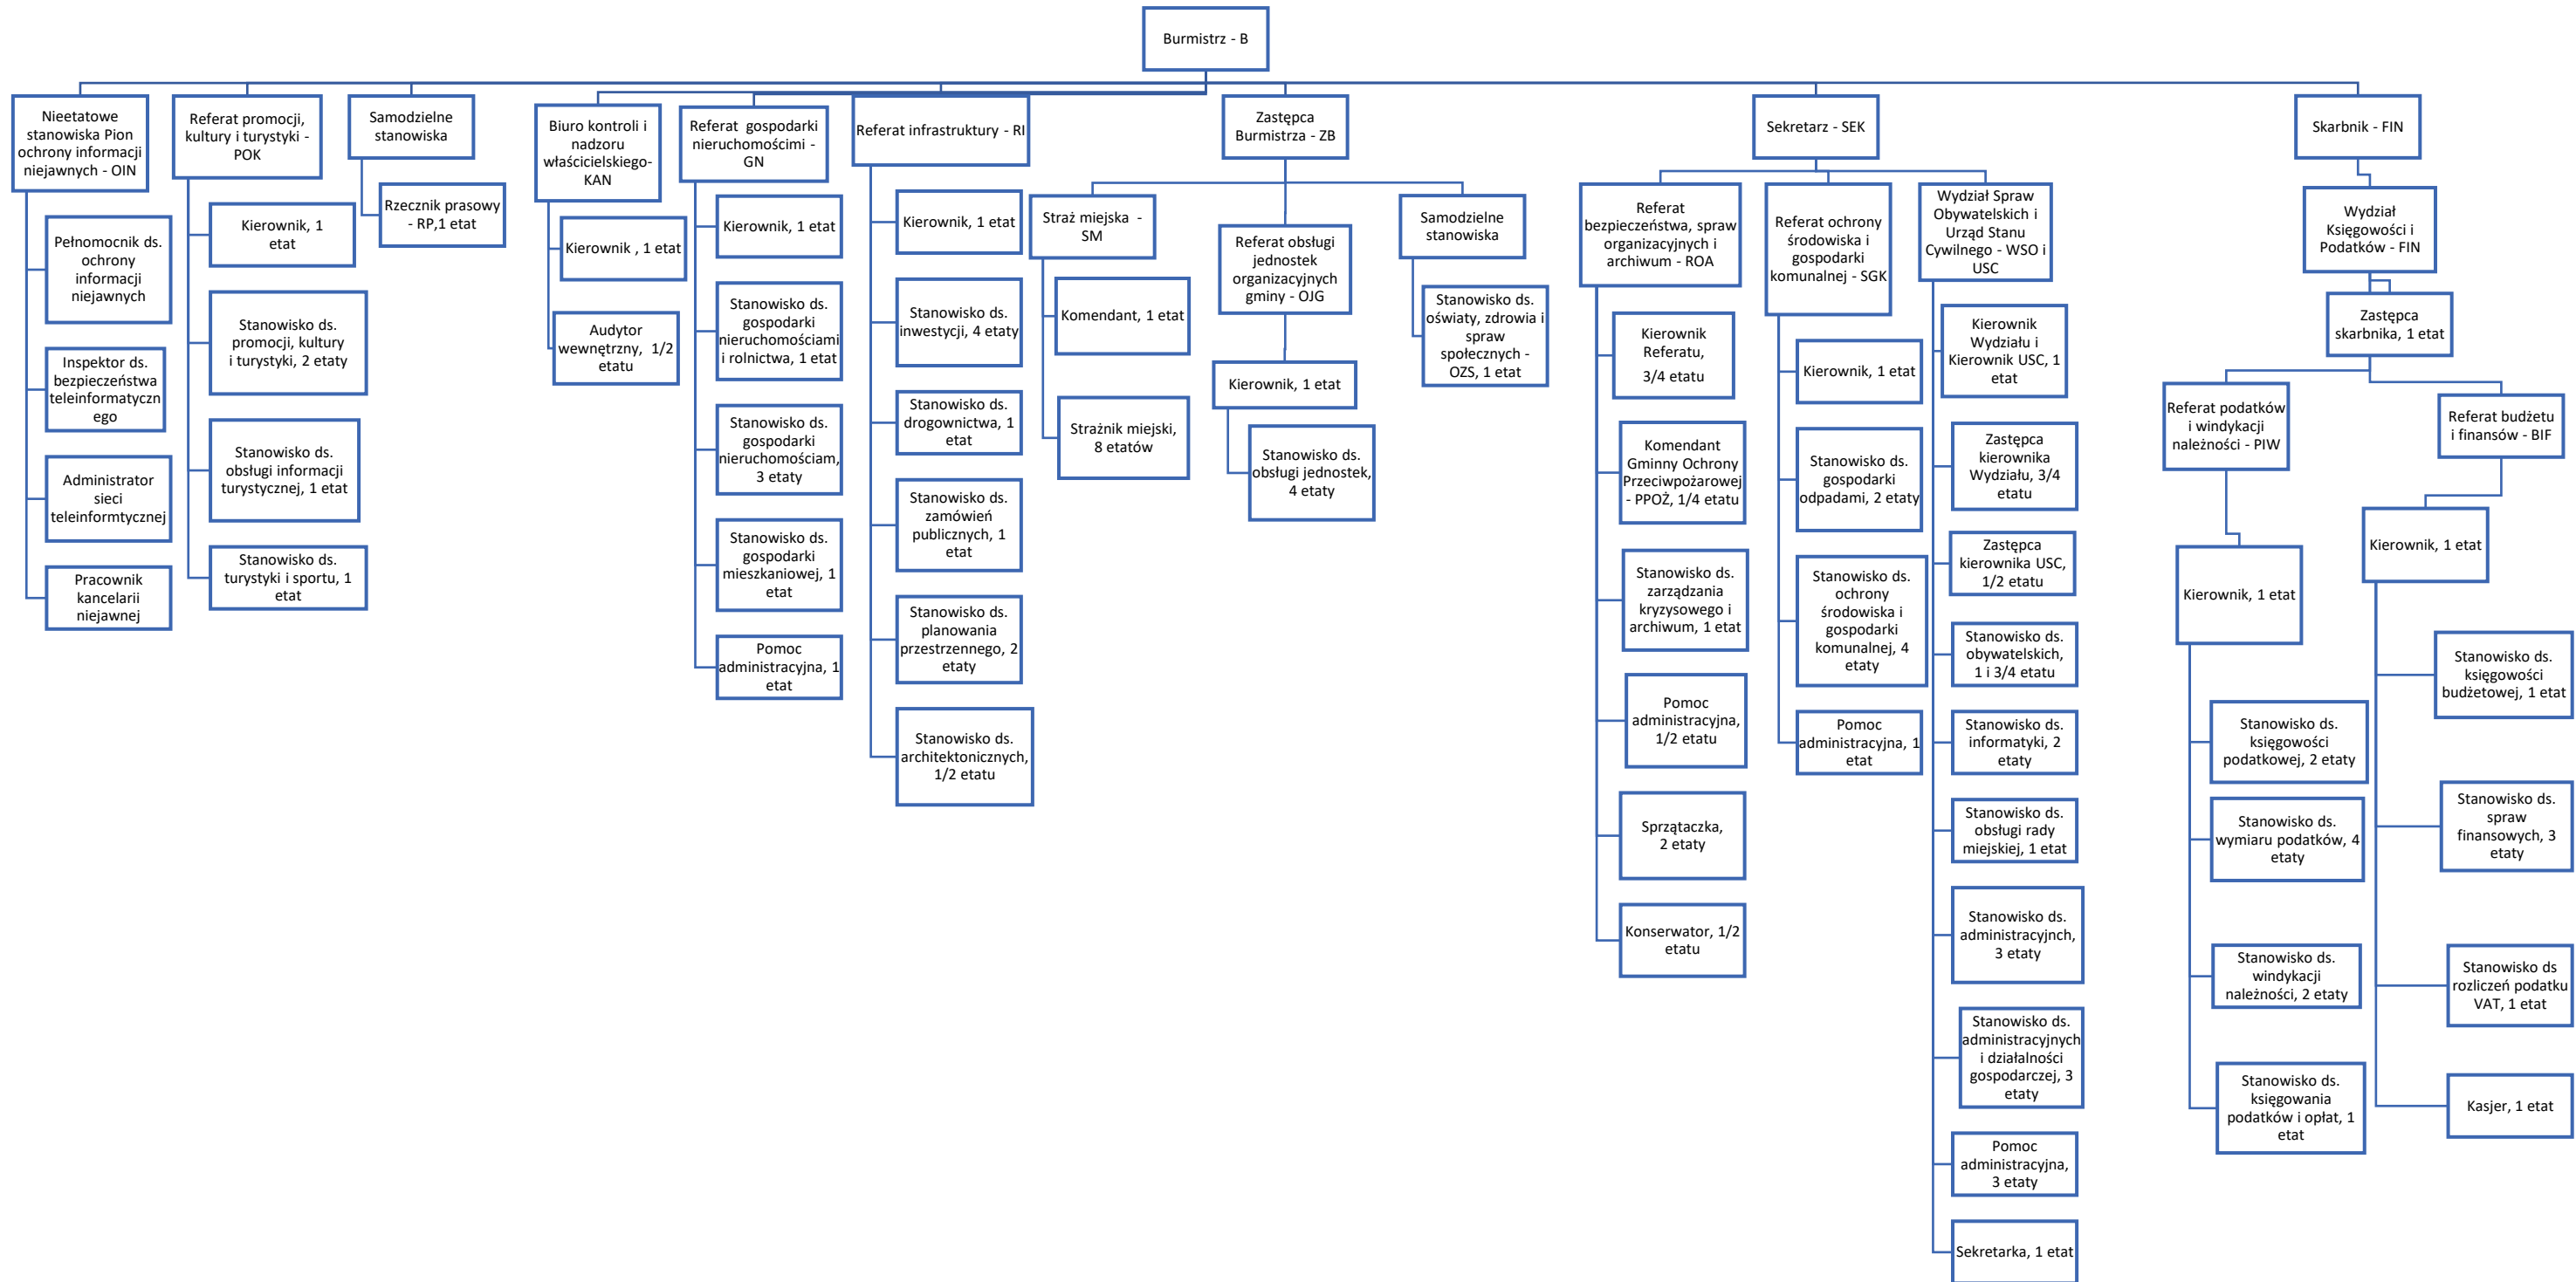 Burmistrz - B
Nieetatowe
stanowiska Pion
ochrony informacji
niejawnych - OIN
Pełnomocnik ds.
ochrony
informacji
niejawnych
Inspektor ds.
bezpieczeństwa
teleinformatyczn
ego
Administrator
sieci
teleinformtycznej
Pracownik
kancelarii
niejawnej
Referat promocji,
kultury i turystyki -
POK
Kierownik, 1
etat
Stanowisko ds.
promocji, kultury
i turystyki, 2 etaty
Stanowisko ds.
obsługi informacji
turystycznej, 1 etat
Stanowisko ds.
turystyki i sportu, 1
etat
Samodzielne
stanowiska
Rzecznik prasowy
- RP,1 etat
Biuro kontroli i
nadzoru
właścicielskiego-
KAN
Kierownik , 1 etat
Audytor
wewnętrzny, 1/2
etatu
Referat gospodarki
nieruchomościmi -
GN
Kierownik, 1 etat
Stanowisko ds.
gospodarki
nieruchomościami
i rolnictwa, 1 etat
Stanowisko ds.
gospodarki
nieruchomościam,
3 etaty
Stanowisko ds.
gospodarki
mieszkaniowej, 1
etat
Pomoc
administracyjna, 1
etat
Referat infrastruktury - RI
Kierownik, 1 etat
Stanowisko ds.
inwestycji, 4 etaty
Stanowisko ds.
drogownictwa, 1
etat
Stanowisko ds.
zamówień
publicznych, 1
etat
Stanowisko ds.
planowania
przestrzennego, 2
etaty
Stanowisko ds.
architektonicznych,
1/2 etatu
Zastępca
Burmistrza - ZB
Straż miejska -
SM
Komendant, 1 etat
Strażnik miejski,
8 etatów
Referat obsługi
jednostek
organizacyjnych
gminy - OJG
Kierownik, 1 etat
Stanowisko ds.
obsługi jednostek,
4 etaty
Samodzielne
stanowiska
Stanowisko ds.
oświaty, zdrowia i
spraw
społecznych -
OZS, 1 etat
Sekretarz - SEK
Referat
bezpieczeństwa, spraw
organizacyjnych i
archiwum - ROA
Kierownik
Referatu,
3/4 etatu
Komendant
Gminny Ochrony
Przeciwpożarowej
- PPOŻ, 1/4 etatu
Stanowisko ds.
zarządzania
kryzysowego i
archiwum, 1 etat
Pomoc
administracyjna,
1/2 etatu
Sprzątaczka,
2 etaty
Konserwator, 1/2
etatu
Referat ochrony
środowiska i
gospodarki
komunalnej - SGK
Kierownik, 1 etat
Stanowisko ds.
gospodarki
odpadami, 2 etaty
Stanowisko ds.
ochrony
środowiska i
gospodarki
komunalnej, 4
etaty
Pomoc
administracyjna, 1
etat
Wydział Spraw
Obywatelskich i
Urząd Stanu
Cywilnego - WSO i
USC
Kierownik
Wydziału i
Kierownik USC, 1
etat
Zastępca
kierownika
Wydziału, 3/4
etatu
Zastępca
kierownika USC,
1/2 etatu
Stanowisko ds.
obywatelskich,
1 i 3/4 etatu
Stanowisko ds.
informatyki, 2
etaty
Stanowisko ds.
obsługi rady
miejskiej, 1 etat
Stanowisko ds.
administracyjnch,
3 etaty
Stanowisko ds.
administracyjnych
i działalności
gospodarczej, 3
etaty
Pomoc
administracyjna,
3 etaty
Sekretarka, 1 etat
Skarbnik - FIN
Wydział
Księgowości i
Podatków - FIN
Zastępca
skarbnika, 1 etat
Referat podatków
i windykacji
należności - PIW
Kierownik, 1 etat
Stanowisko ds.
księgowości
podatkowej, 2 etaty
Stanowisko ds.
wymiaru podatków, 4
etaty
Stanowisko ds.
windykacji
należności, 2 etaty
Stanowisko ds.
księgowania
podatków i opłat, 1
etat
Referat budżetu
i finansów - BIF
Kierownik, 1 etat
Stanowisko ds.
księgowości
budżetowej, 1 etat
Stanowisko ds.
spraw
finansowych, 3
etaty
Stanowisko ds
rozliczeń podatku
VAT, 1 etat
Kasjer, 1 etat